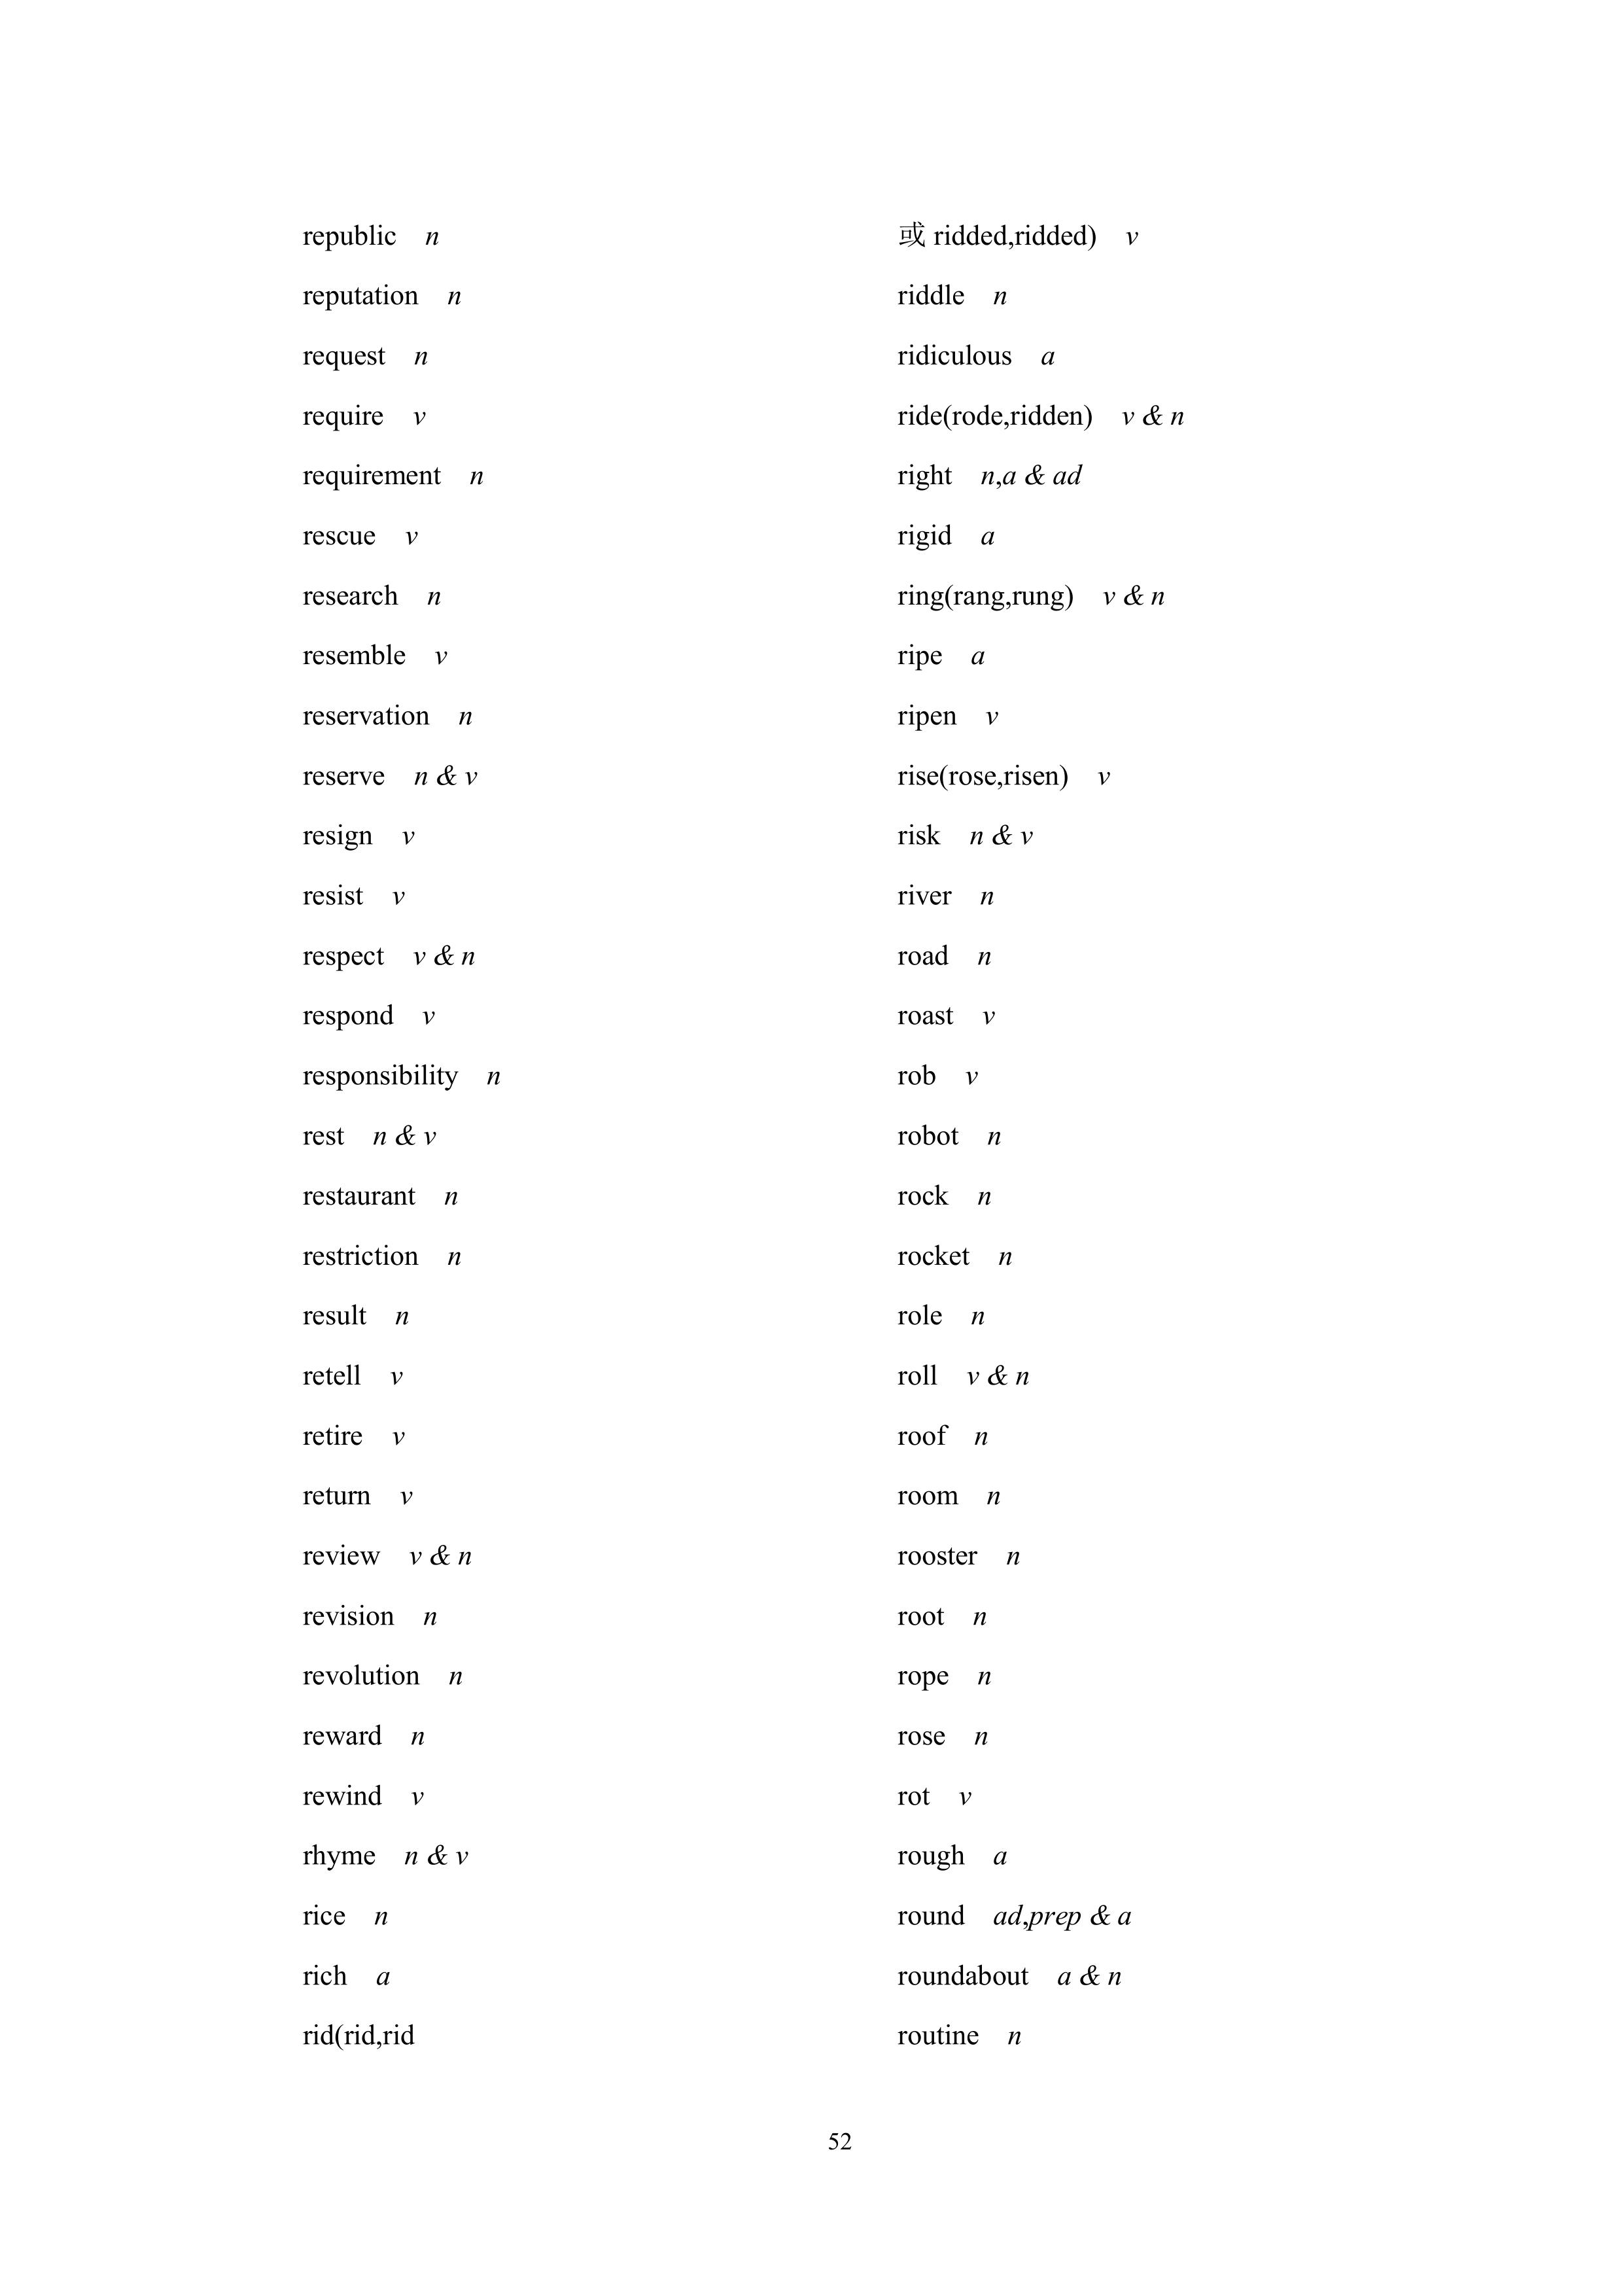 republic n
reputation n
request n
require v
requirement n
rescue v
research n
resemble v
reservation n
reserve n & v
resign v
resist v
respect v & n
respond v
responsibility n
rest n & v
restaurant n
restriction n
result n
retell v
retire v
return v
review v & n
revision n
revolution n
reward n
rewind v
rhyme n & v
rice n
rich a
rid(rid,rid
或 ridded,ridded) v
riddle n
ridiculous a
ride(rode,ridden) v & n
right n,a & ad
rigid a
ring(rang,rung) v & n
ripe a
ripen v
rise(rose,risen) v
risk n & v
river n
road n
roast v
rob v
robot n
rock n
rocket n
role n
roll v & n
roof n
room n
rooster n
root n
rope n
rose n
rot v
rough a
round ad,prep & a
roundabout a & n
routine n
52